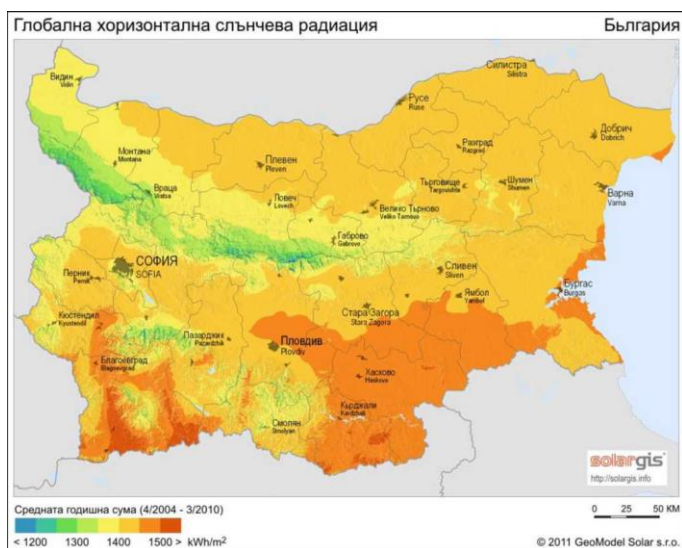 Глобална хоризонтална слънчева радиация
Бьлгария
Силистра
Silistra
Видин
Vidin
Русе
Ruse
Добрич
Dobrich
Монтана
Montana
Разград
Razgrad
Плевен
Pleven
Враца
Vratsa
Търговище
Targovishte
Шумен
Shumen
Варна
Varna
Ловеч
Lovech
Велико Търново
Veliko Tarnovo
Габрово
Gabrovo
СОФИЯ
SOFIA
Сливен
Sliven
Перник
Pernik
Бургас
Burgas
Ямбол
Yambol
Стара Загора
Stara Zagora
Кюстендил
Kyustendil
Пазарджик
Pazardzhik
Пловдив
Plovdiv
Благоевград
Blagoevgrad
Хасково
Haskovo
Кърджали
Kardzhali
Смолян
Smolyan
solargis
http://solargis.info
Средната годишна сума (4/2004 - 3/2010)
0 25 50 KM
< 1200 1300 1400 1500 > kWh/m²
© 2011 GeoModel Solar s.r.o.